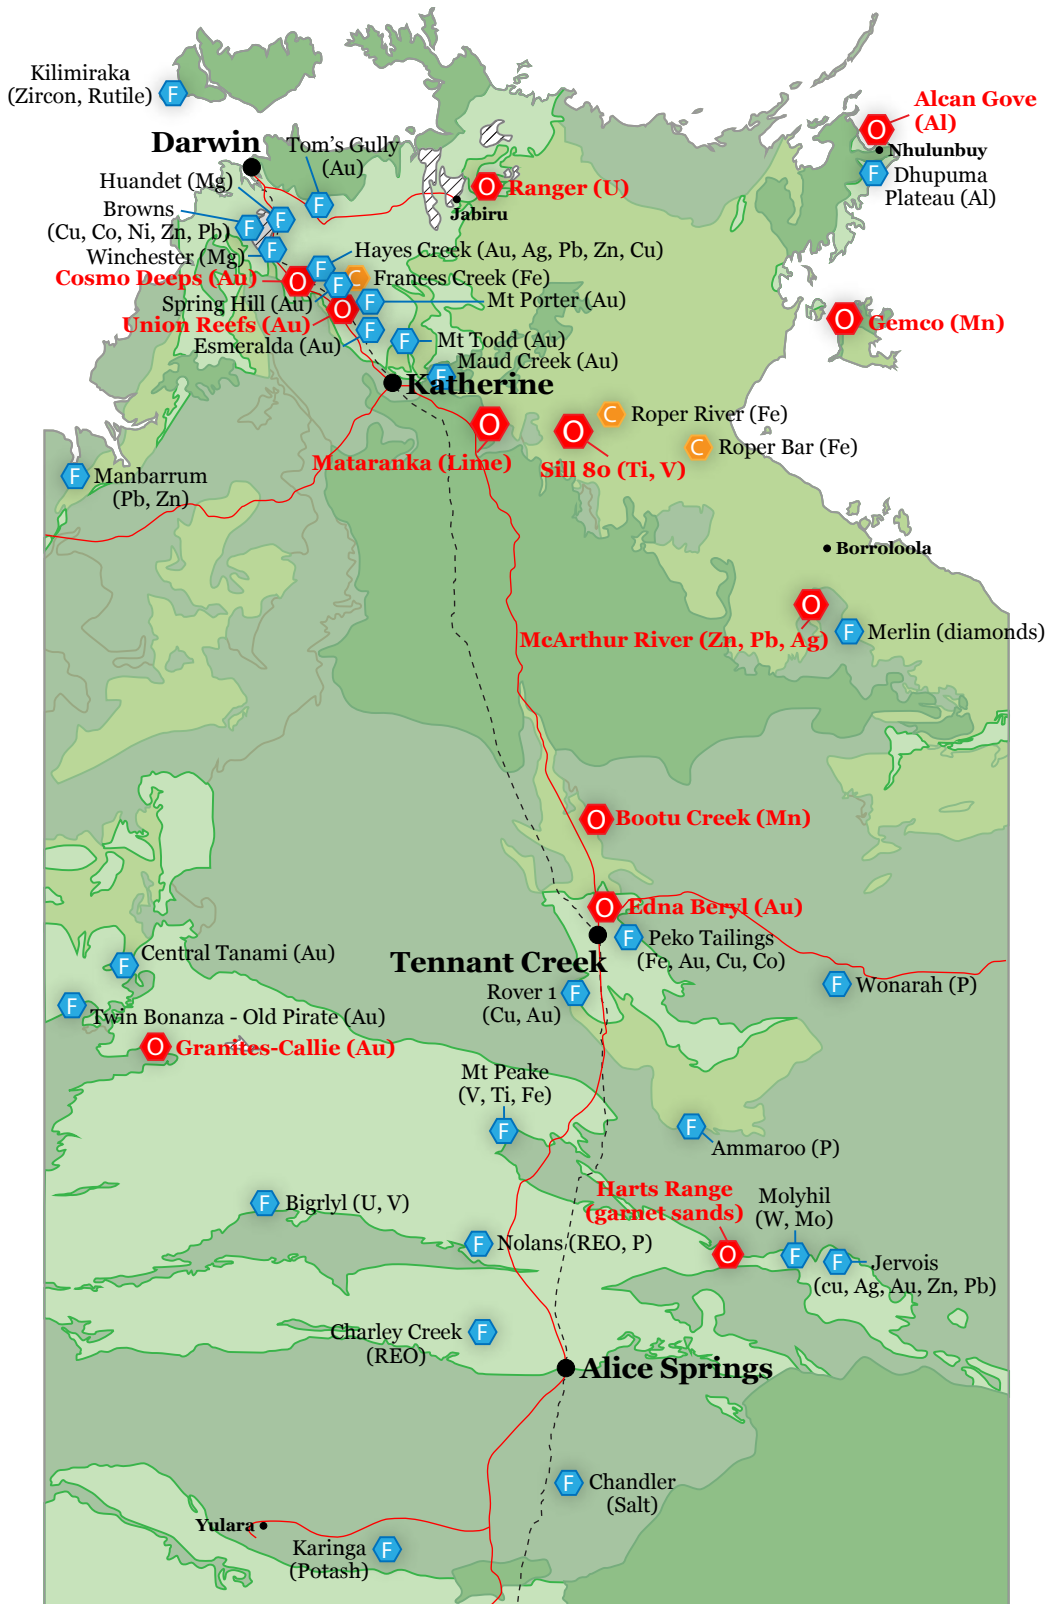 Kilimiraka
(Zircon, Rutile)
F
Alcan Gove
(Al)
O
Nhulunbuy
F
Dhupuma
Plateau (Al)
Darwin
Tom's Gully
(Au)
F
O
Ranger (U)
Jabiru
Huandet (Mg)
F
Browns
(Cu, Co, Ni, Zn, Pb)
F
Winchester (Mg)
F
Hayes Creek (Au, Ag, Pb, Zn, Cu)
F
Cosmo Deeps (Au)
O
C
Frances Creek (Fe)
Spring Hill (Au)
F
F
Mt Porter (Au)
Union Reefs (Au)
O
Esmeralda (Au)
F
F
Mt Todd (Au)
Maud Creek (Au)
F
O
Gemco (Mn)
Katherine
O
Mataranka (Lime)
O
Sill 80 (Ti, V)
C
Roper River (Fe)
C
Roper Bar (Fe)
F
Manbarrum
(Pb, Zn)
Borroloola
O
McArthur River (Zn, Pb, Ag)
F
Merlin (diamonds)
O
Bootu Creek (Mn)
O
Edna Beryl (Au)
F
Peko Tailings
(Fe, Au, Cu, Co)
Tennant Creek
F
Central Tanami (Au)
F
Wonarah (P)
Rover 1
(Cu, Au)
F
F
Twin Bonanza - Old Pirate (Au)
O
Granites-Callie (Au)
Mt Peake
(V, Ti, Fe)
F
F
Ammaroo (P)
F
Bigrlyl (U, V)
Harts Range
(garnet sands)
O
Molyhil
(W, Mo)
F
F
Nolans (REO, P)
F
Jervois
(cu, Ag, Au, Zn, Pb)
Charley Creek
(REO)
F
Alice Springs
F
Chandler
(Salt)
Yulara
Karinga
(Potash)
F